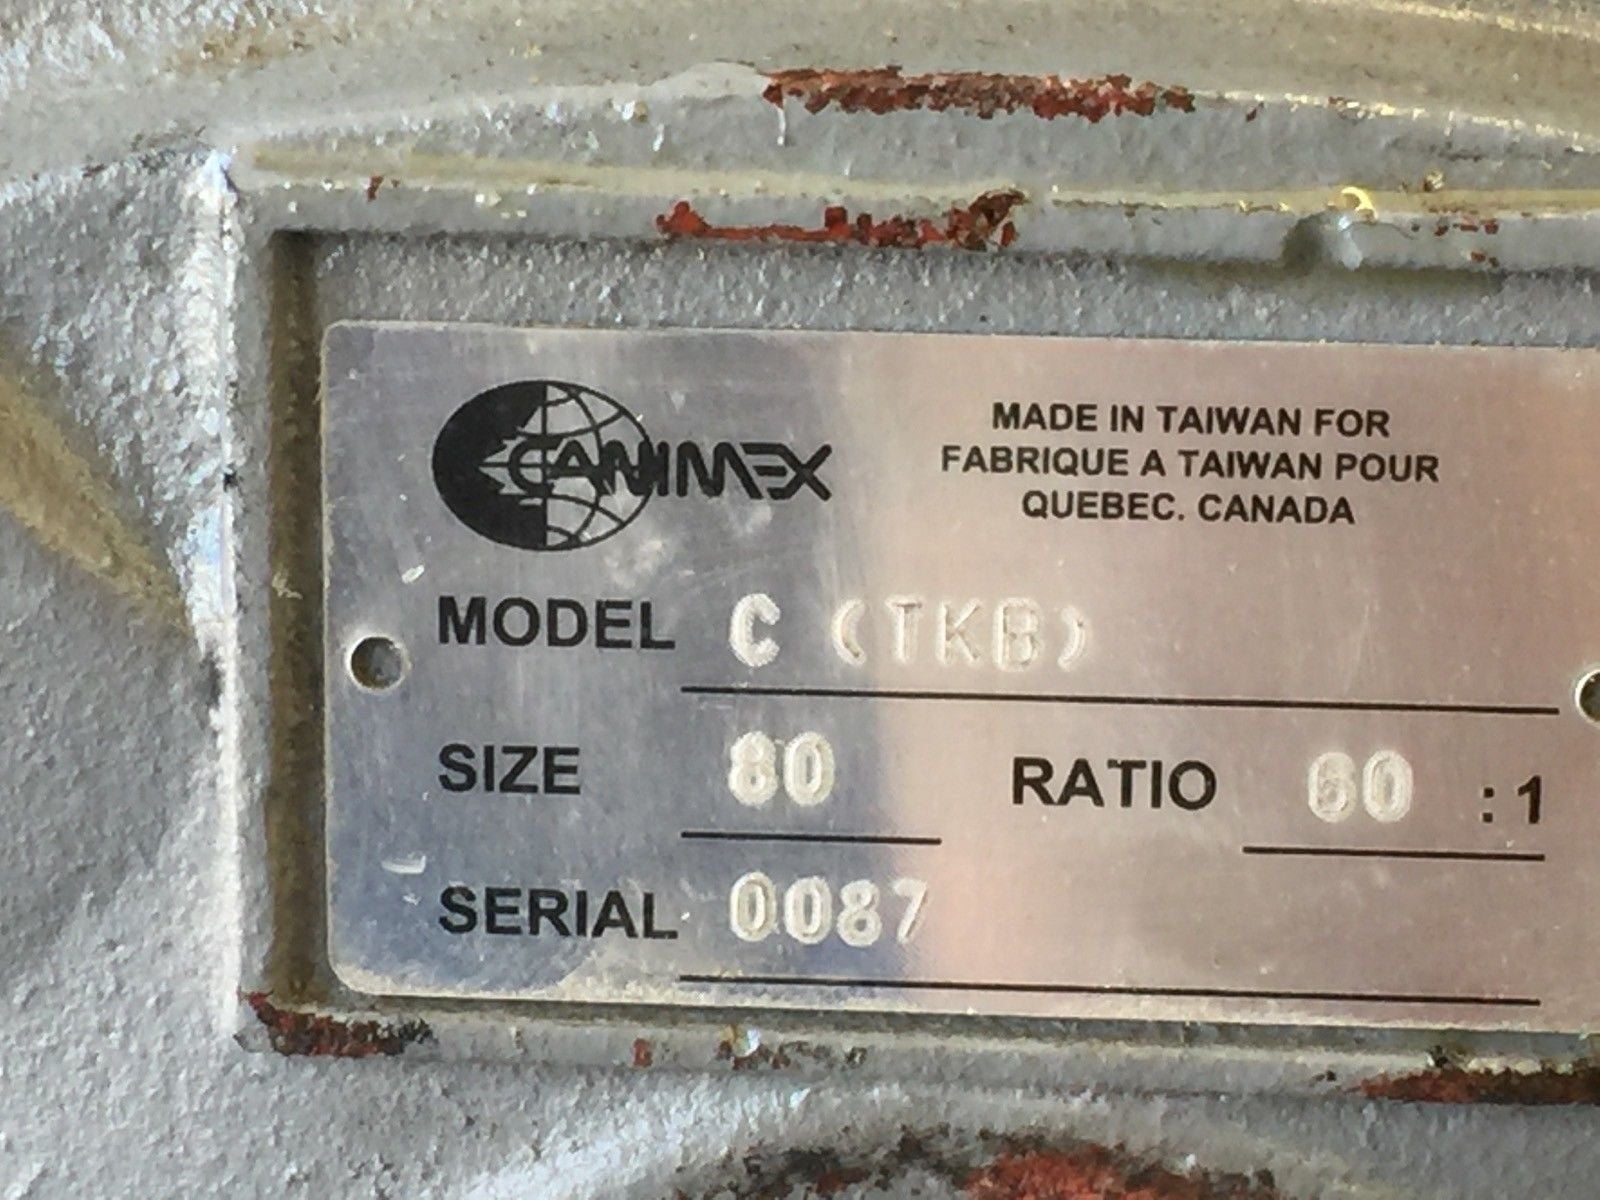 CANIMEX
MADE IN TAIWAN FOR
FABRIQUE A TAIWAN POUR
QUEBEC. CANADA
MODEL C (TKB)
SIZE 80 RATIO 60 :1
SERIAL 0087